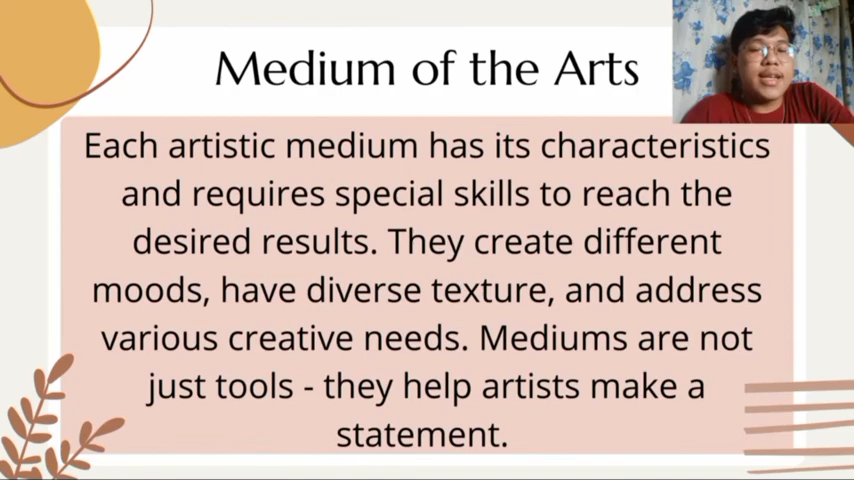 Medium of the Arts
Each artistic medium has its characteristics
and requires special skills to reach the
desired results. They create different
moods, have diverse texture, and address
various creative needs. Mediums are not
just tools - they help artists make a
statement.